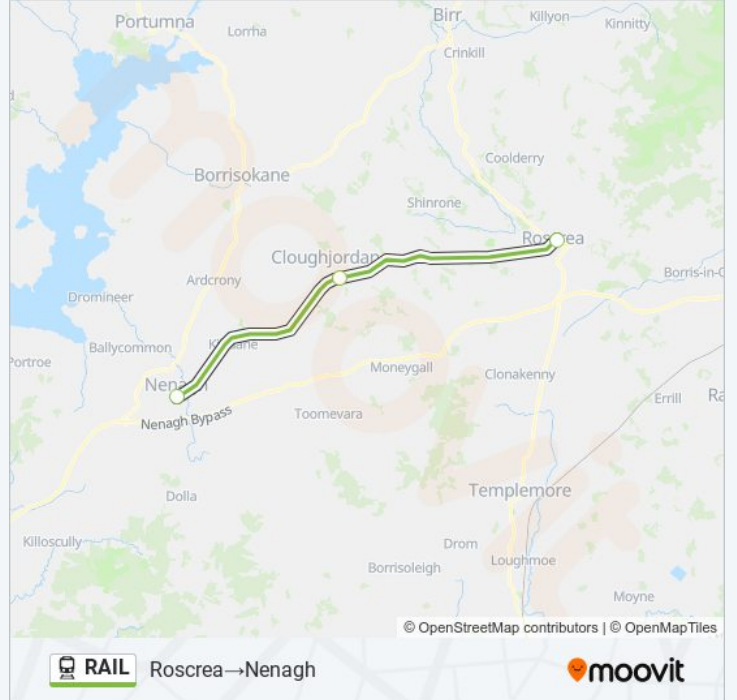 Portumna
Lorrha
Birr
Killyon
Kinnitty
Crinkill
Coolderry
Borrisokane
Shinrone
Roscrea
Cloughjordan
Ardcrony
Borris-in-O
Dromineer
Ballycommon
Portroe
Moneygall
Clonakenny
Nenagh
Errill
Ra
Nenagh Bypass
Toomevara
Templemore
Dolla
Killoscully
Drom
Loughmoe
Borrisoleigh
Moyne
© OpenStreetMap contributors | © OpenMapTiles
RAIL Roscrea→Nenagh
moovit